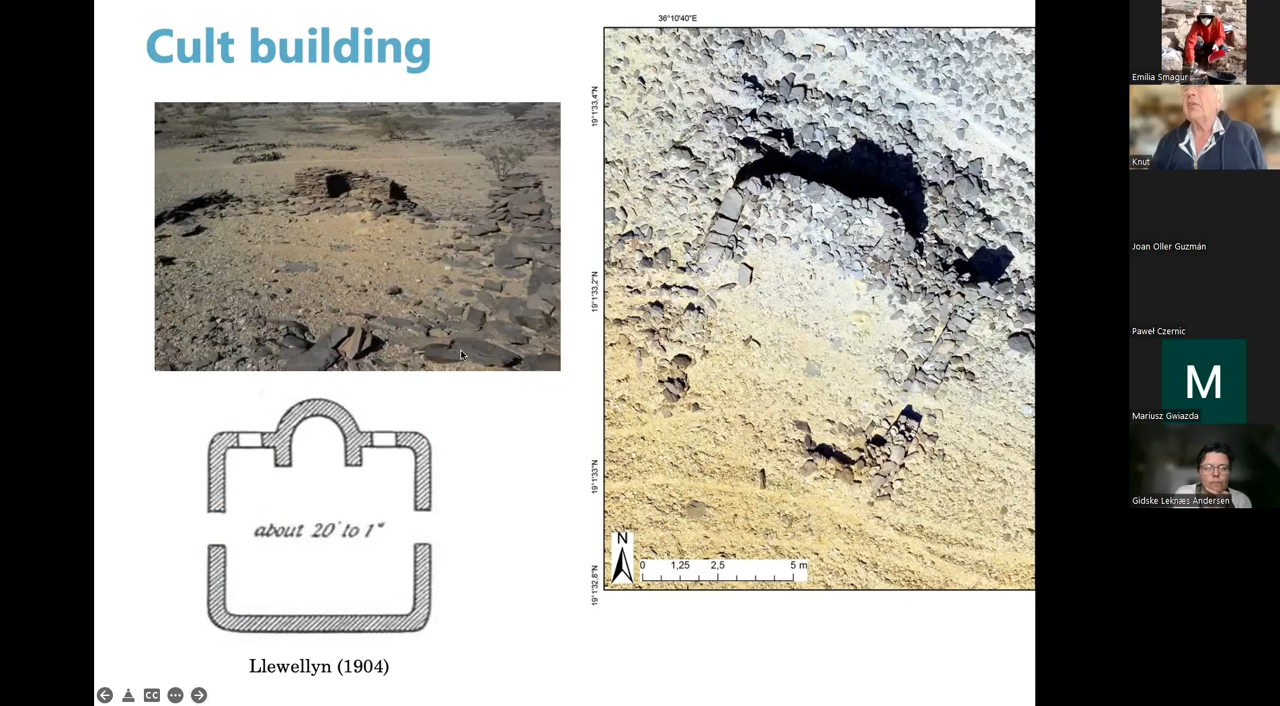 Cult building
36°10'40"E
19°1'33,4"N
19°1'33,2"N
19°1'33"N
19°1'32,8"N
N
0 1,25 2,5 5 m
about 20' to 1"
Llewellyn (1904)
CC
Emilia Smagur
Knut
Joan Oller Guzmán
Paweł Czernic
M
Mariusz Gwiazda
Gidske Leknæs Andersen